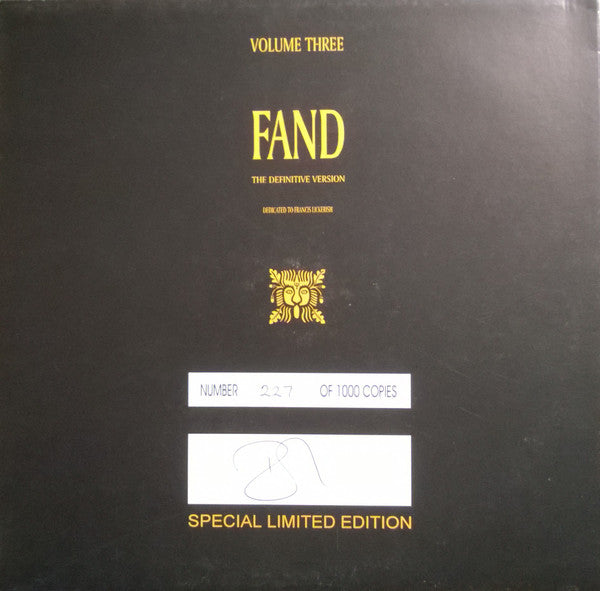 VOLUME THREE
FAND
THE DEFINITIVE VERSION
DEDICATED TO FRANCIS LICKERISH
NUMBER 227 OF 1000 COPIES
SPECIAL LIMITED EDITION